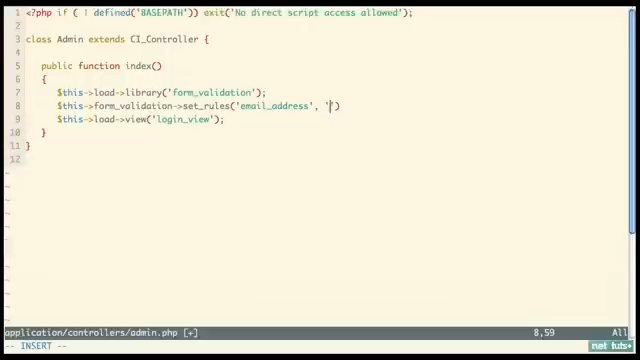 1 <?php if ( ! defined('BASEPATH')) exit('No direct script access allowed');
2
3 class Admin extends CI_Controller {
4
5 public function index()
6 {
7 $this->load->library('form_validation');
8 $this->form_validation->set_rules('email_address', '')
9 $this->load->view('login_view');
10 }
11 }
12
~
~
~
~
~
~
~
~
~
~
~
~
application/controllers/admin.php [+] 8,59 All
-- INSERT -- net tuts+